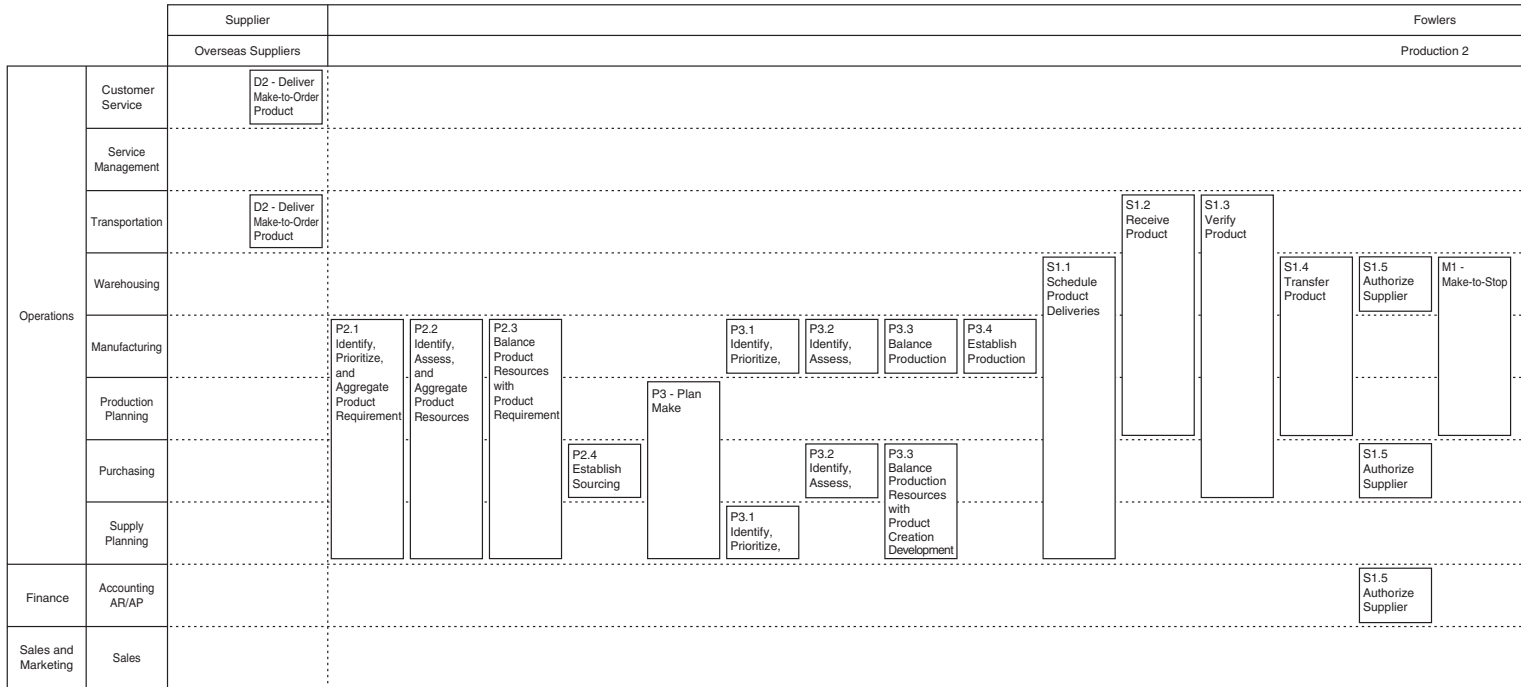 Supplier
Fowlers
Overseas Suppliers
Production 2
Operations
Customer
Service
D2 - Deliver
Make-to-Order
Product
Service
Management
Transportation
D2 - Deliver
Make-to-Order
Product
S1.2
Receive
Product
S1.3
Verify
Product
Warehousing
S1.1
Schedule
Product
Deliveries
S1.4
Transfer
Product
S1.5
Authorize
Supplier
M1 -
Make-to-Stop
Manufacturing
P2.1
Identify,
Prioritize,
and
Aggregate
Product
Requirement
P2.2
Identify,
Assess,
and
Aggregate
Product
Resources
P2.3
Balance
Product
Resources
with
Product
Requirement
P3.1
Identify,
Prioritize,
P3.2
Identify,
Assess,
P3.3
Balance
Production
P3.4
Establish
Production
Production
Planning
P3 - Plan
Make
Purchasing
P2.4
Establish
Sourcing
P3.2
Identify,
Assess,
P3.3
Balance
Production
Resources
with
Product
Creation
Development
S1.5
Authorize
Supplier
Supply
Planning
P3.1
Identify,
Prioritize,
Finance
Accounting
AR/AP
S1.5
Authorize
Supplier
Sales and
Marketing
Sales